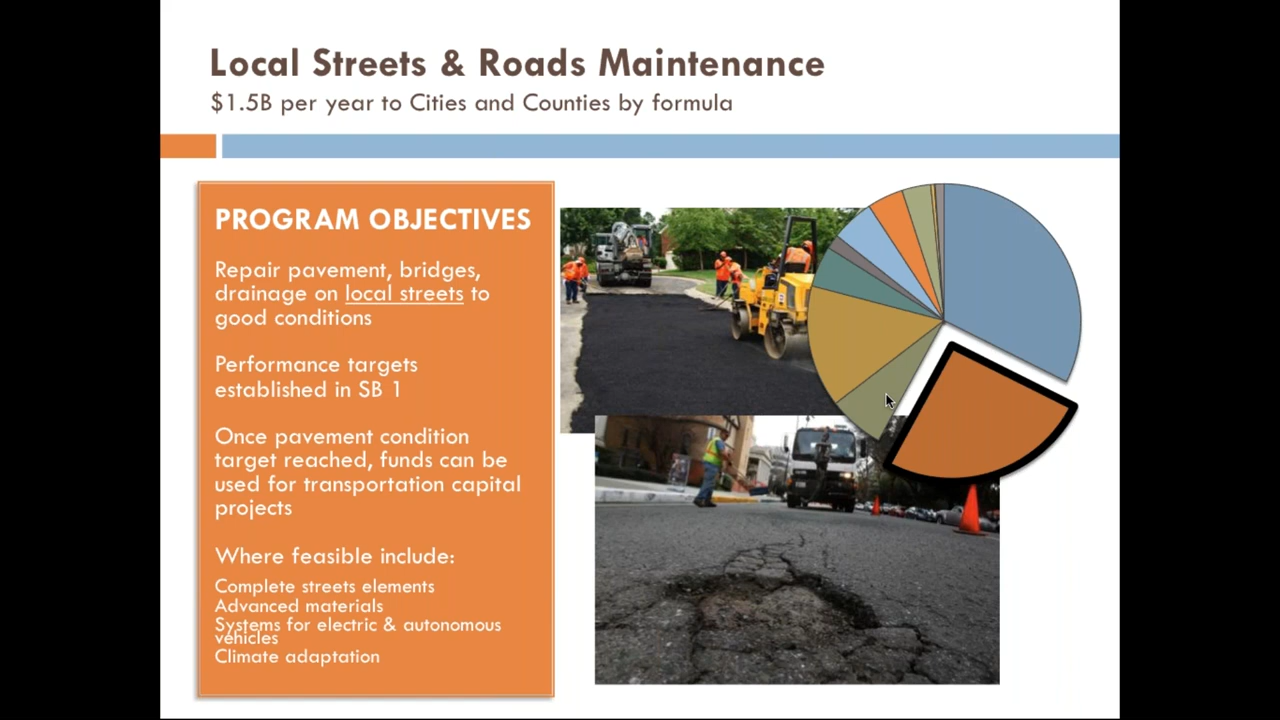 Local Streets & Roads Maintenance
$1.5B per year to Cities and Counties by formula
PROGRAM OBJECTIVES
Repair pavement, bridges,
drainage on local streets to
good conditions
Performance targets
established in SB 1
Once pavement condition
target reached, funds can be
used for transportation capital
projects
Where feasible include:
Complete streets elements
Advanced materials
Systems for electric & autonomous
vehicles
Climate adaptation